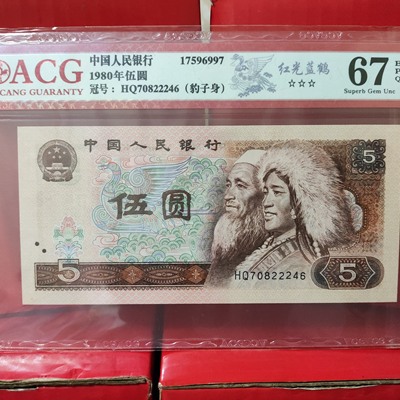 ACG
CANG GUARANTY
中国人民银行 17596997
1980年伍圆
冠号：HQ70822246（豹子身）
红光蓝鹤
☆☆☆
67
Superb Gem Unc
E
P
Q
中国人民银行
5
伍圆
5
HQ70822246
5